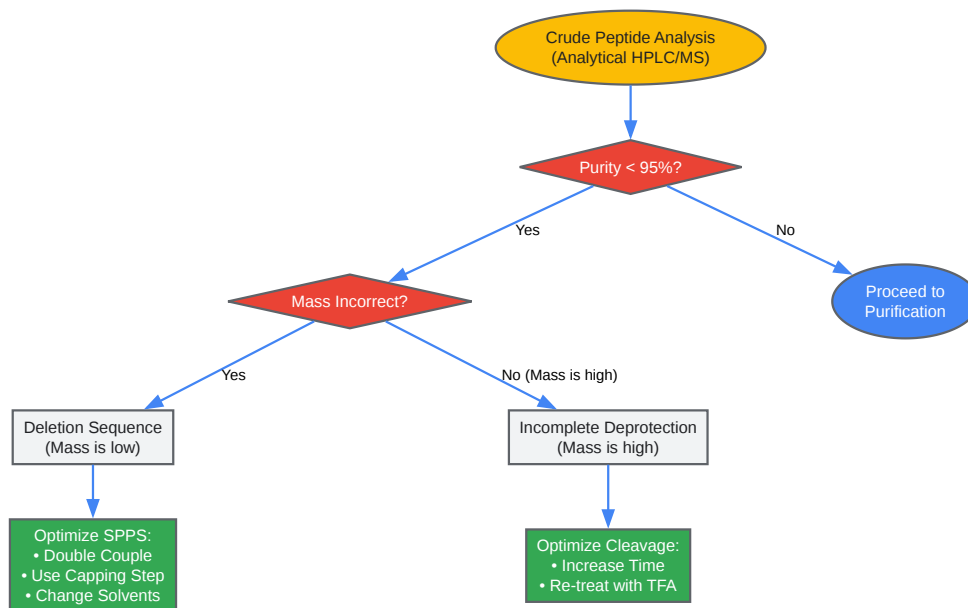 Crude Peptide Analysis
(Analytical HPLC/MS)
Purity < 95%?
Yes
No
Mass Incorrect?
Proceed to
Purification
Yes
No (Mass is high)
Deletion Sequence
(Mass is low)
Incomplete Deprotection
(Mass is high)
Optimize SPPS:
• Double Couple
• Use Capping Step
• Change Solvents
Optimize Cleavage:
• Increase Time
• Re-treat with TFA